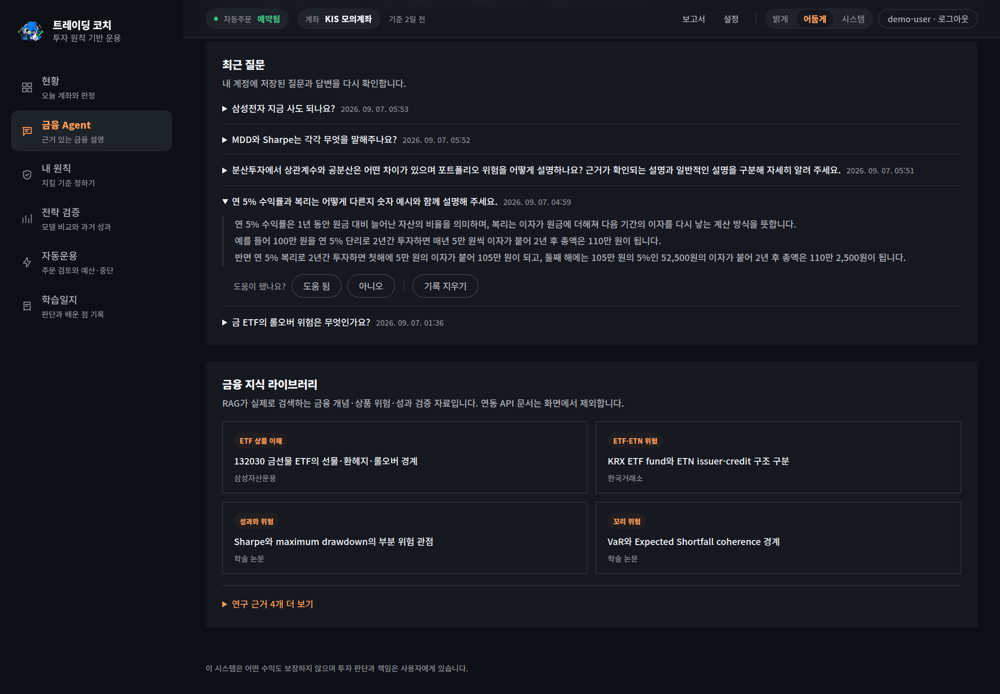 트레이딩 코치
투자 원칙 기반 운용
현황
오늘 계좌와 판정
금융 Agent
근거 있는 금융 설명
내 원칙
지킬 기준 정하기
전략 검증
모델 비교와 과거 성과
자동운용
주문 검토와 예산·중단
학습일지
판단과 배운 점 기록
자동주문 예약됨 계좌 KIS 모의계좌 기준 2일 전 보고서 설정 밝게 어둡게 시스템 demo-user · 로그아웃
최근 질문
내 계정에 저장된 질문과 답변을 다시 확인합니다.
▶ 삼성전자 지금 사도 되나요? 2026. 09. 07. 05:53
▶ MDD와 Sharpe는 각각 무엇을 말해주나요? 2026. 09. 07. 05:52
▶ 분산투자에서 상관계수와 공분산은 어떤 차이가 있으며 포트폴리오 위험을 어떻게 설명하나요? 근거가 확인되는 설명과 일반적인 설명을 구분해 자세히 알려 주세요. 2026. 09. 07. 05:51
▼ 연 5% 수익률과 복리는 어떻게 다른지 숫자 예시와 함께 설명해 주세요. 2026. 09. 07. 04:59
연 5% 수익률은 1년 동안 원금 대비 늘어난 자산의 비율을 의미하며, 복리는 이자가 원금에 더해져 다음 기간의 이자를 다시 낳는 계산 방식을 뜻합니다.
예를 들어 100만 원을 연 5% 단리로 2년간 투자하면 매년 5만 원씩 이자가 붙어 2년 후 총액은 110만 원이 됩니다.
반면 연 5% 복리로 2년간 투자하면 첫해에 5만 원의 이자가 붙어 105만 원이 되고, 둘째 해에는 105만 원의 5%인 52,500원의 이자가 붙어 2년 후 총액은 110만 2,500원이 됩니다.
도움이 됐나요? 도움 됨 아니오 기록 지우기
▶ 금 ETF의 롤오버 위험은 무엇인가요? 2026. 09. 07. 01:36
금융 지식 라이브러리
RAG가 실제로 검색하는 금융 개념·상품 위험·성과 검증 자료입니다. 연동 API 문서는 화면에서 제외합니다.
ETF 상품 이해
132030 금선물 ETF의 선물·환헤지·롤오버 경계
삼성자산운용
ETF·ETN 위험
KRX ETF fund와 ETN issuer-credit 구조 구분
한국거래소
성과와 위험
Sharpe와 maximum drawdown의 부분 위험 관점
학술 논문
꼬리 위험
VaR와 Expected Shortfall coherence 경계
학술 논문
▶ 연구 근거 4개 더 보기
이 시스템은 어떤 수익도 보장하지 않으며 투자 판단과 책임은 사용자에게 있습니다.